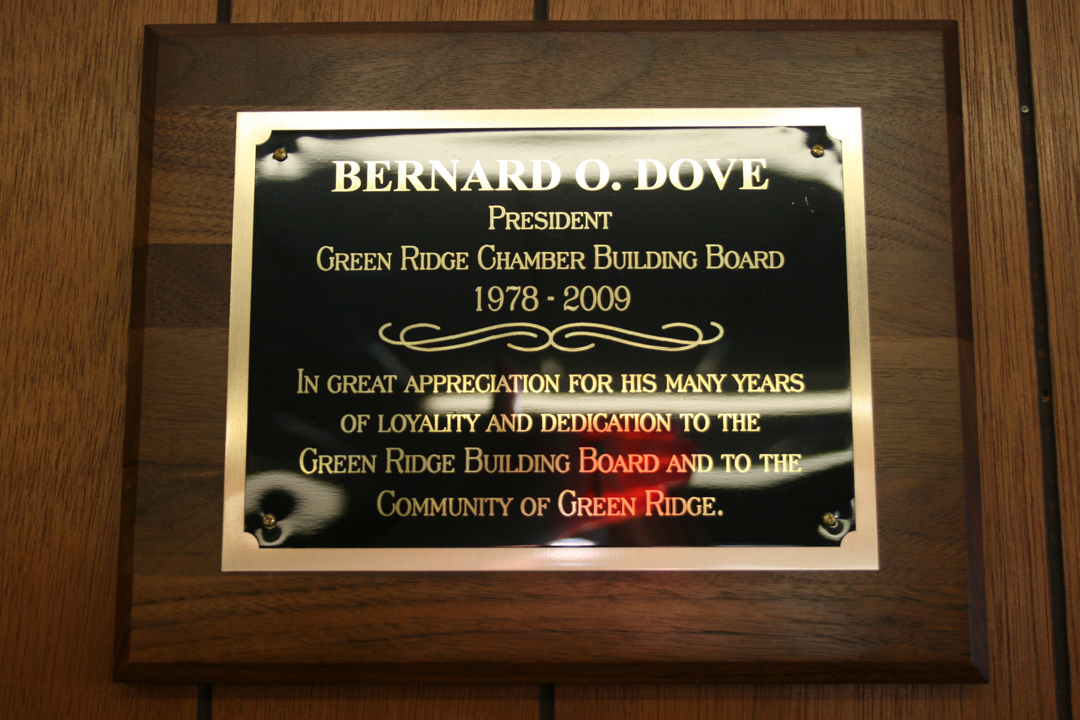 BERNARD O. DOVE
PRESIDENT
GREEN RIDGE CHAMBER BUILDING BOARD
1978 - 2009
IN GREAT APPRECIATION FOR HIS MANY YEARS
OF LOYALITY AND DEDICATION TO THE
GREEN RIDGE BUILDING BOARD AND TO THE
COMMUNITY OF GREEN RIDGE.